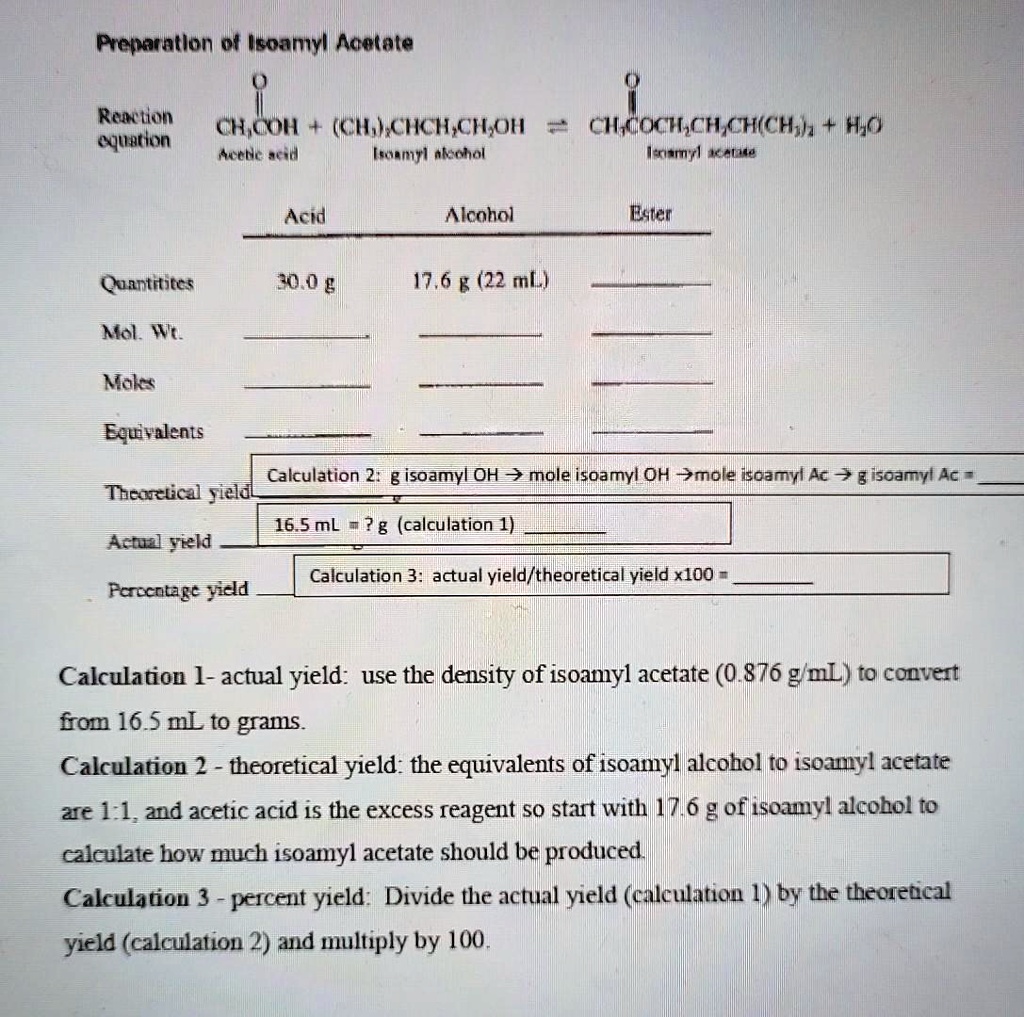 Preparation of Isoamyl Acetate
O O
Reaction equation CH₃COH + (CH₃)₂CHCH₂CH₂OH ⇌ CH₃COCH₂CH₂CH(CH₃)₂ + H₂O
Acetic acid Isoamyl alcohol Isoamyl acetate
Acid Alcohol Ester
Quantitites 30.0 g 17.6 g (22 mL)
Mol. Wt.
Moles
Equivalents
Calculation 2: g isoamyl OH → mole isoamyl OH →mole isoamyl Ac → g isoamyl Ac = ___
Theoretical yield
16.5 mL = ? g (calculation 1) ______
Actual yield
Calculation 3: actual yield/theoretical yield x100 = ______
Percentage yield
Calculation 1- actual yield: use the density of isoamyl acetate (0.876 g/mL) to convert
from 16.5 mL to grams.
Calculation 2 - theoretical yield: the equivalents of isoamyl alcohol to isoamyl acetate
are 1:1, and acetic acid is the excess reagent so start with 17.6 g of isoamyl alcohol to
calculate how much isoamyl acetate should be produced.
Calculation 3 - percent yield: Divide the actual yield (calculation 1) by the theoretical
yield (calculation 2) and multiply by 100.